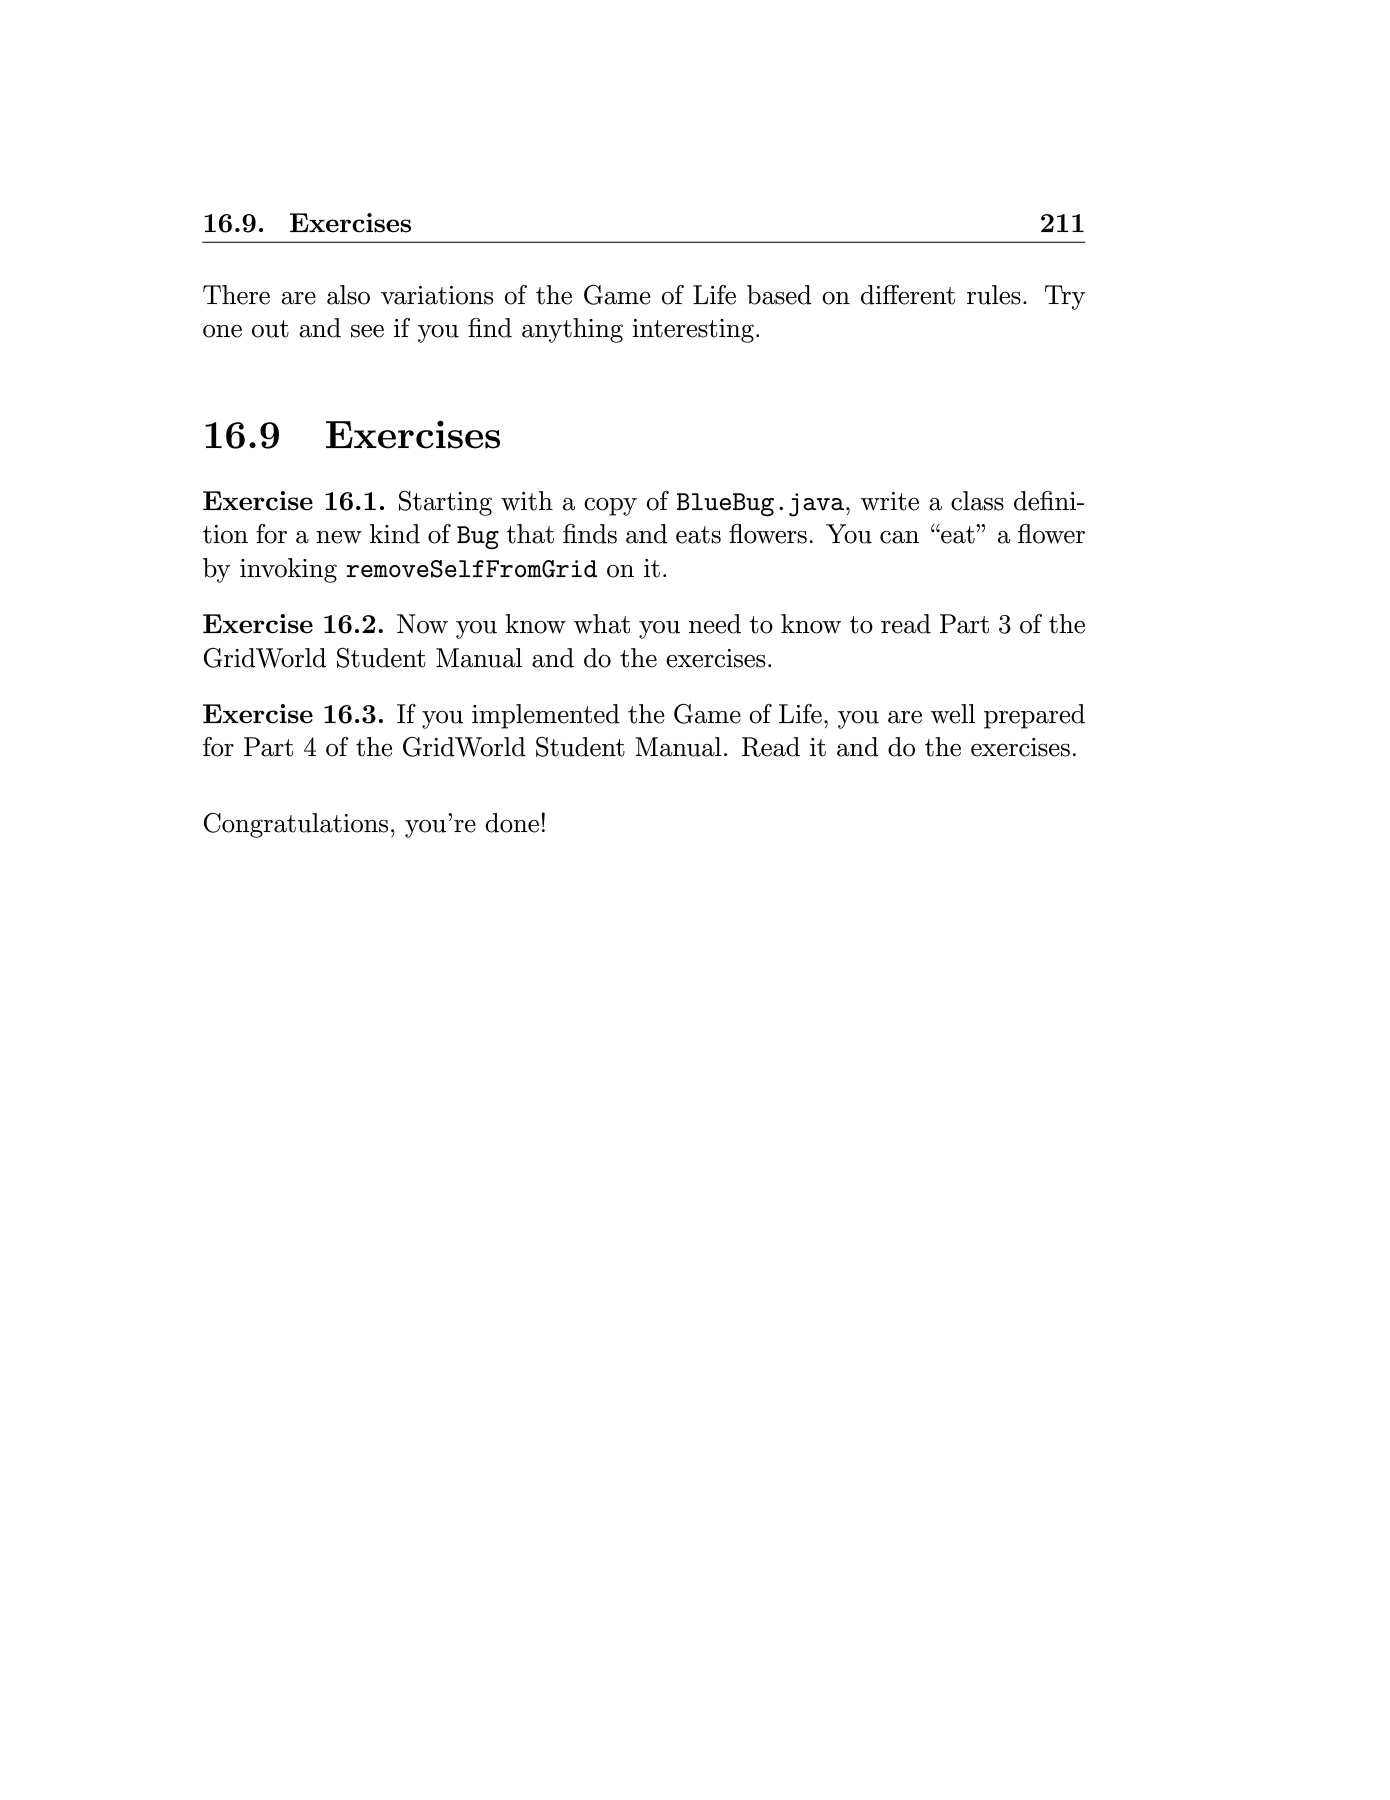 16.9. Exercises 211
There are also variations of the Game of Life based on different rules. Try
one out and see if you find anything interesting.
16.9 Exercises
Exercise 16.1. Starting with a copy of BlueBug.java, write a class defini-
tion for a new kind of Bug that finds and eats flowers. You can “eat” a flower
by invoking removeSelfFromGrid on it.
Exercise 16.2. Now you know what you need to know to read Part 3 of the
GridWorld Student Manual and do the exercises.
Exercise 16.3. If you implemented the Game of Life, you are well prepared
for Part 4 of the GridWorld Student Manual. Read it and do the exercises.
Congratulations, you’re done!